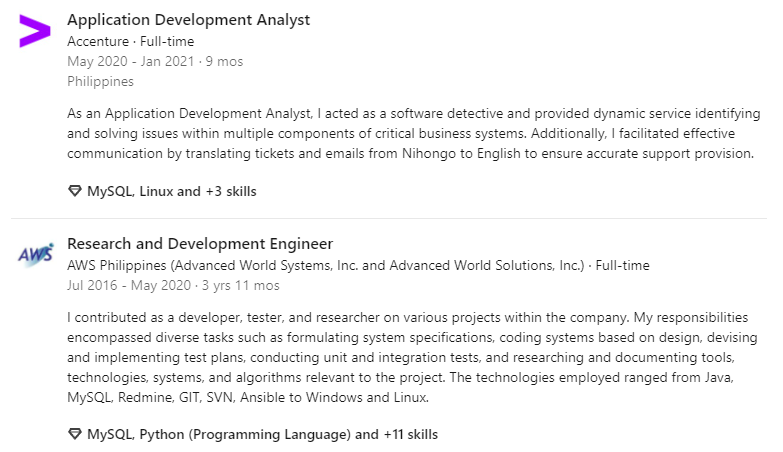 Application Development Analyst
Accenture · Full-time
May 2020 - Jan 2021 · 9 mos
Philippines
As an Application Development Analyst, I acted as a software detective and provided dynamic service identifying
and solving issues within multiple components of critical business systems. Additionally, I facilitated effective
communication by translating tickets and emails from Nihongo to English to ensure accurate support provision.
MySQL, Linux and +3 skills
AWS
Research and Development Engineer
AWS Philippines (Advanced World Systems, Inc. and Advanced World Solutions, Inc.) · Full-time
Jul 2016 - May 2020 · 3 yrs 11 mos
I contributed as a developer, tester, and researcher on various projects within the company. My responsibilities
encompassed diverse tasks such as formulating system specifications, coding systems based on design, devising
and implementing test plans, conducting unit and integration tests, and researching and documenting tools,
technologies, systems, and algorithms relevant to the project. The technologies employed ranged from Java,
MySQL, Redmine, GIT, SVN, Ansible to Windows and Linux.
MySQL, Python (Programming Language) and +11 skills